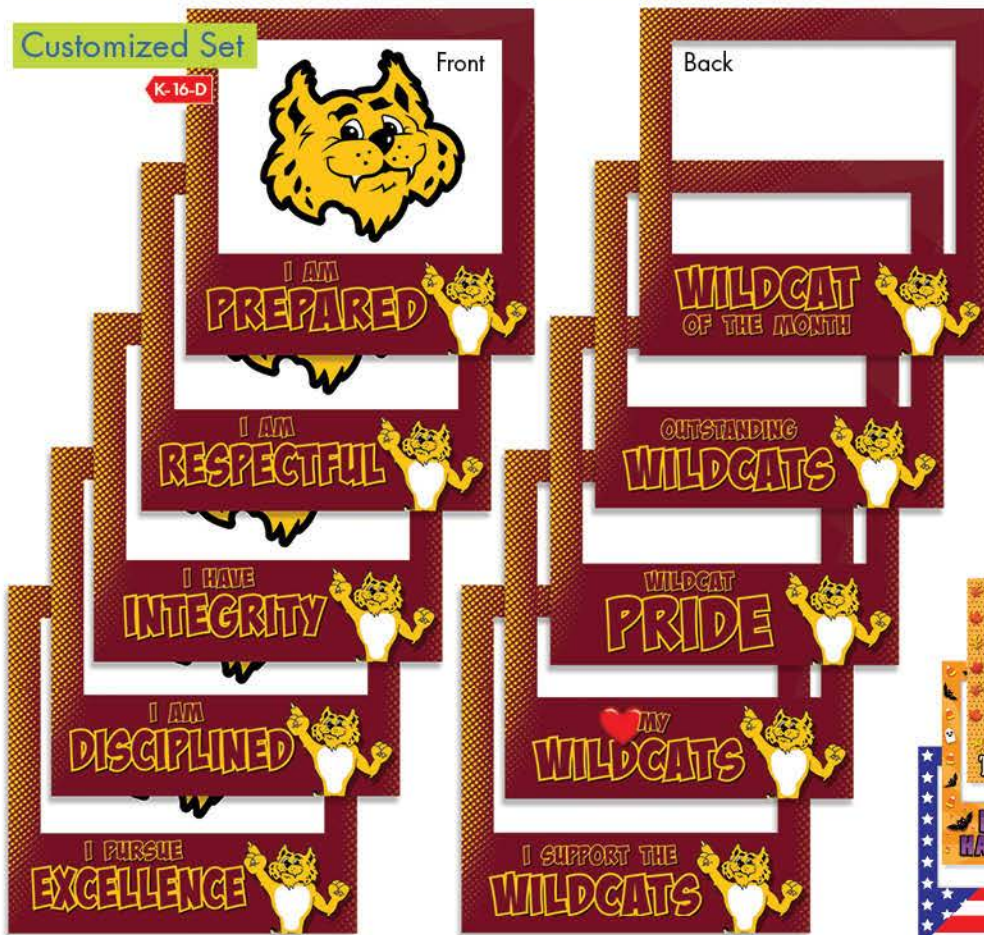 Customized Set
K-16-D
Front
I AM
PREPARED
I AM
RESPECTFUL
I HAVE
INTEGRITY
I AM
DISCIPLINED
I PURSUE
EXCELLENCE
Back
WILDCAT
OF THE MONTH
OUTSTANDING
WILDCATS
WILDCAT
PRIDE
MY
WILDCATS
I SUPPORT THE
WILDCATS